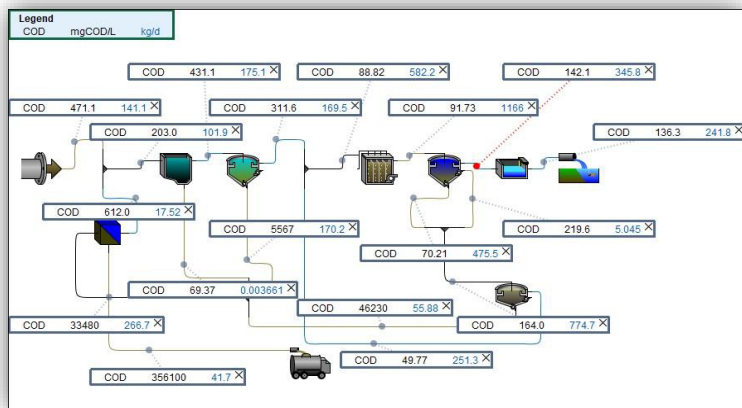 Legend
COD mgCOD/L kg/d
COD 431.1 175.1
COD 88.82 582.2
COD 142.1 345.8
COD 471.1 141.1
COD 311.6 169.5
COD 91.73 1166
COD 203.0 101.9
COD 136.3 241.8
COD 612.0 17.52
COD 5567 170.2
COD 219.6 5.045
COD 70.21 475.5
COD 69.37 0.003661
COD 46230 55.88
COD 33480 266.7
COD 164.0 774.7
COD 49.77 251.3
COD 356100 41.7